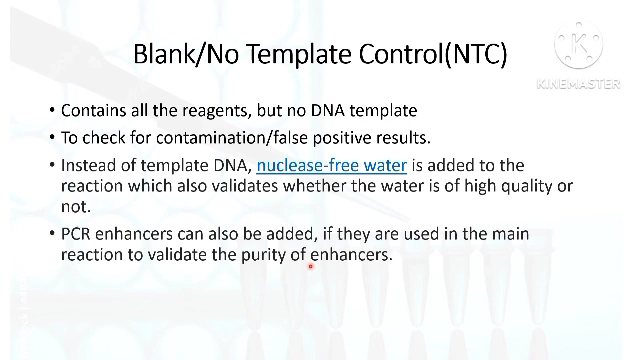 Blank/No Template Control(NTC)
K
KINEMASTER
• Contains all the reagents, but no DNA template
• To check for contamination/false positive results.
• Instead of template DNA, nuclease-free water is added to the
reaction which also validates whether the water is of high quality or
not.
• PCR enhancers can also be added, if they are used in the main
reaction to validate the purity of enhancers.